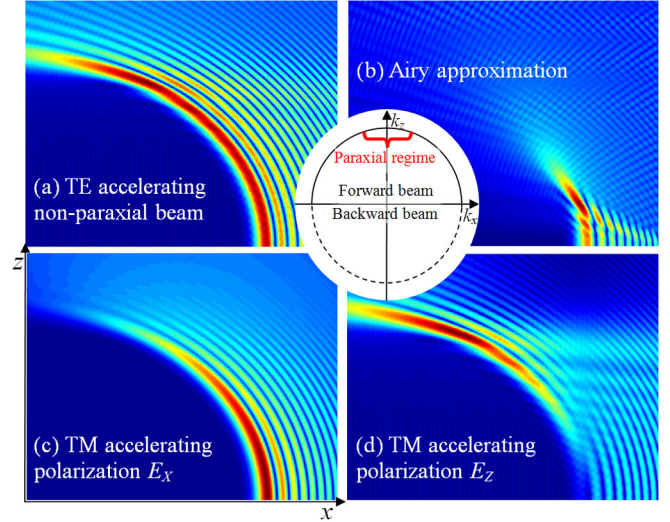 (a) TE accelerating
non-paraxial beam
(b) Airy approximation
k_z
Paraxial regime
Forward beam
Backward beam
k_x
z
(c) TM accelerating
polarization E_X
(d) TM accelerating
polarization E_Z
x